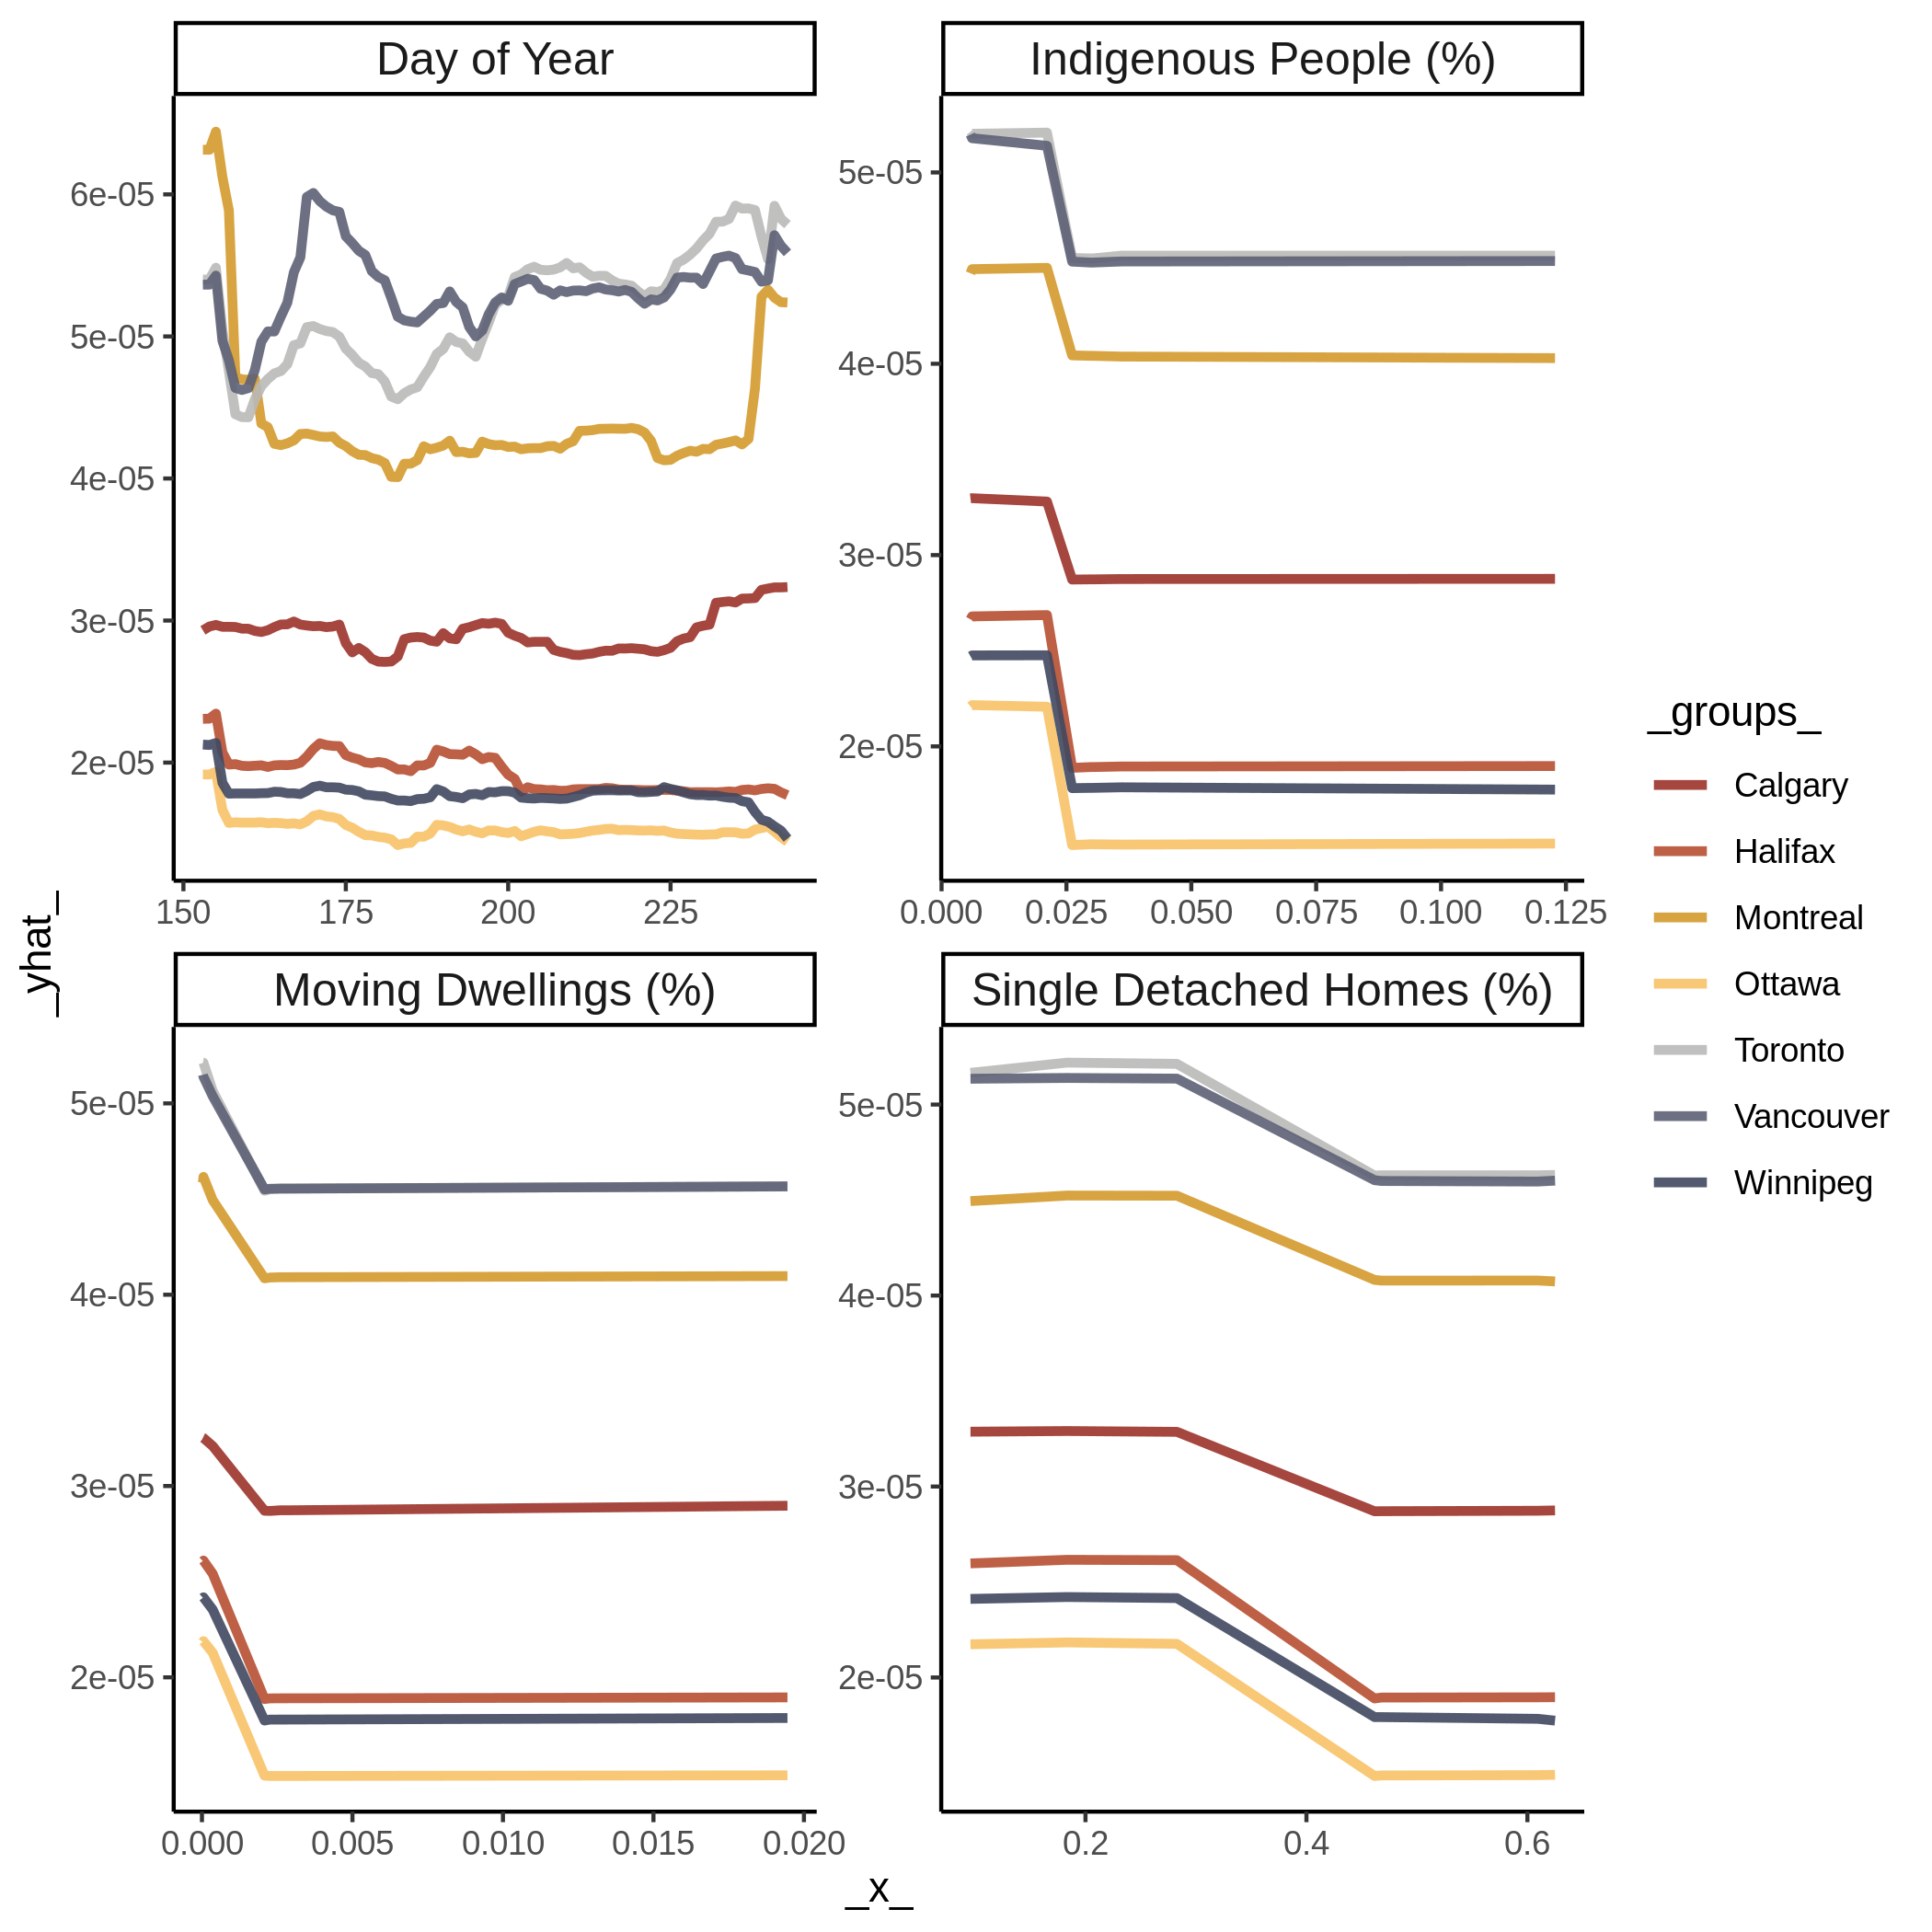 Day of Year
Indigenous People (%)
6e-05
5e-05
4e-05
3e-05
2e-05
150 175 200 225
5e-05
4e-05
3e-05
2e-05
0.000 0.025 0.050 0.075 0.100 0.125
Moving Dwellings (%)
Single Detached Homes (%)
5e-05
4e-05
3e-05
2e-05
0.000 0.005 0.010 0.015 0.020
5e-05
4e-05
3e-05
2e-05
0.2 0.4 0.6
_yhat_
_x_
_groups_
Calgary
Halifax
Montreal
Ottawa
Toronto
Vancouver
Winnipeg